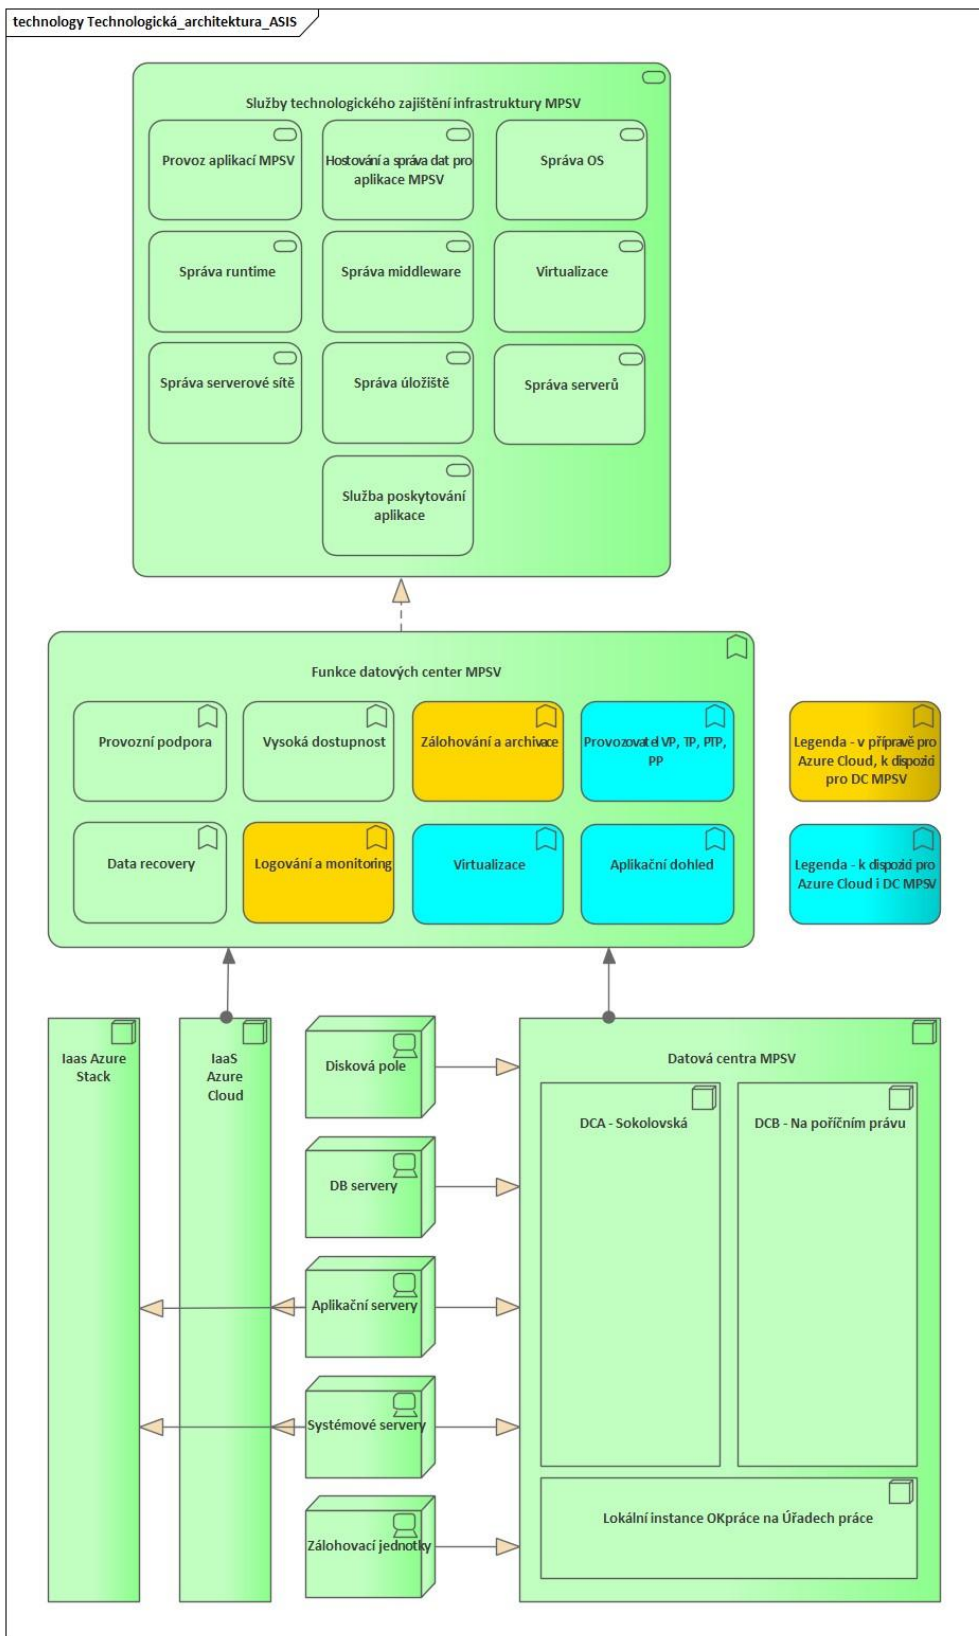 technology Technologická_architektura_ASIS
Služby technologického zajištění infrastruktury MPSV
Provoz aplikací MPSV
Hostování a správa dat pro
aplikace MPSV
Správa OS
Správa runtime
Správa middleware
Virtualizace
Správa serverové sítě
Správa úložiště
Správa serverů
Služba poskytování
aplikace
Funkce datových center MPSV
Provozní podpora
Vysoká dostupnost
Zálohování a archivace
Provozovatel VP, TP, PTP,
PP
Legenda - v přípravě pro
Azure Cloud, k dispozici
pro DC MPSV
Data recovery
Logování a monitoring
Virtualizace
Aplikační dohled
Legenda - k dispozici pro
Azure Cloud i DC MPSV
Iaas Azure
Stack
IaaS
Azure
Cloud
Disková pole
DB servery
Aplikační servery
Systémové servery
Zálohovací jednotky
Datová centra MPSV
DCA - Sokolovská
DCB - Na poříčním právu
Lokální instance OKpráce na Úřadech práce